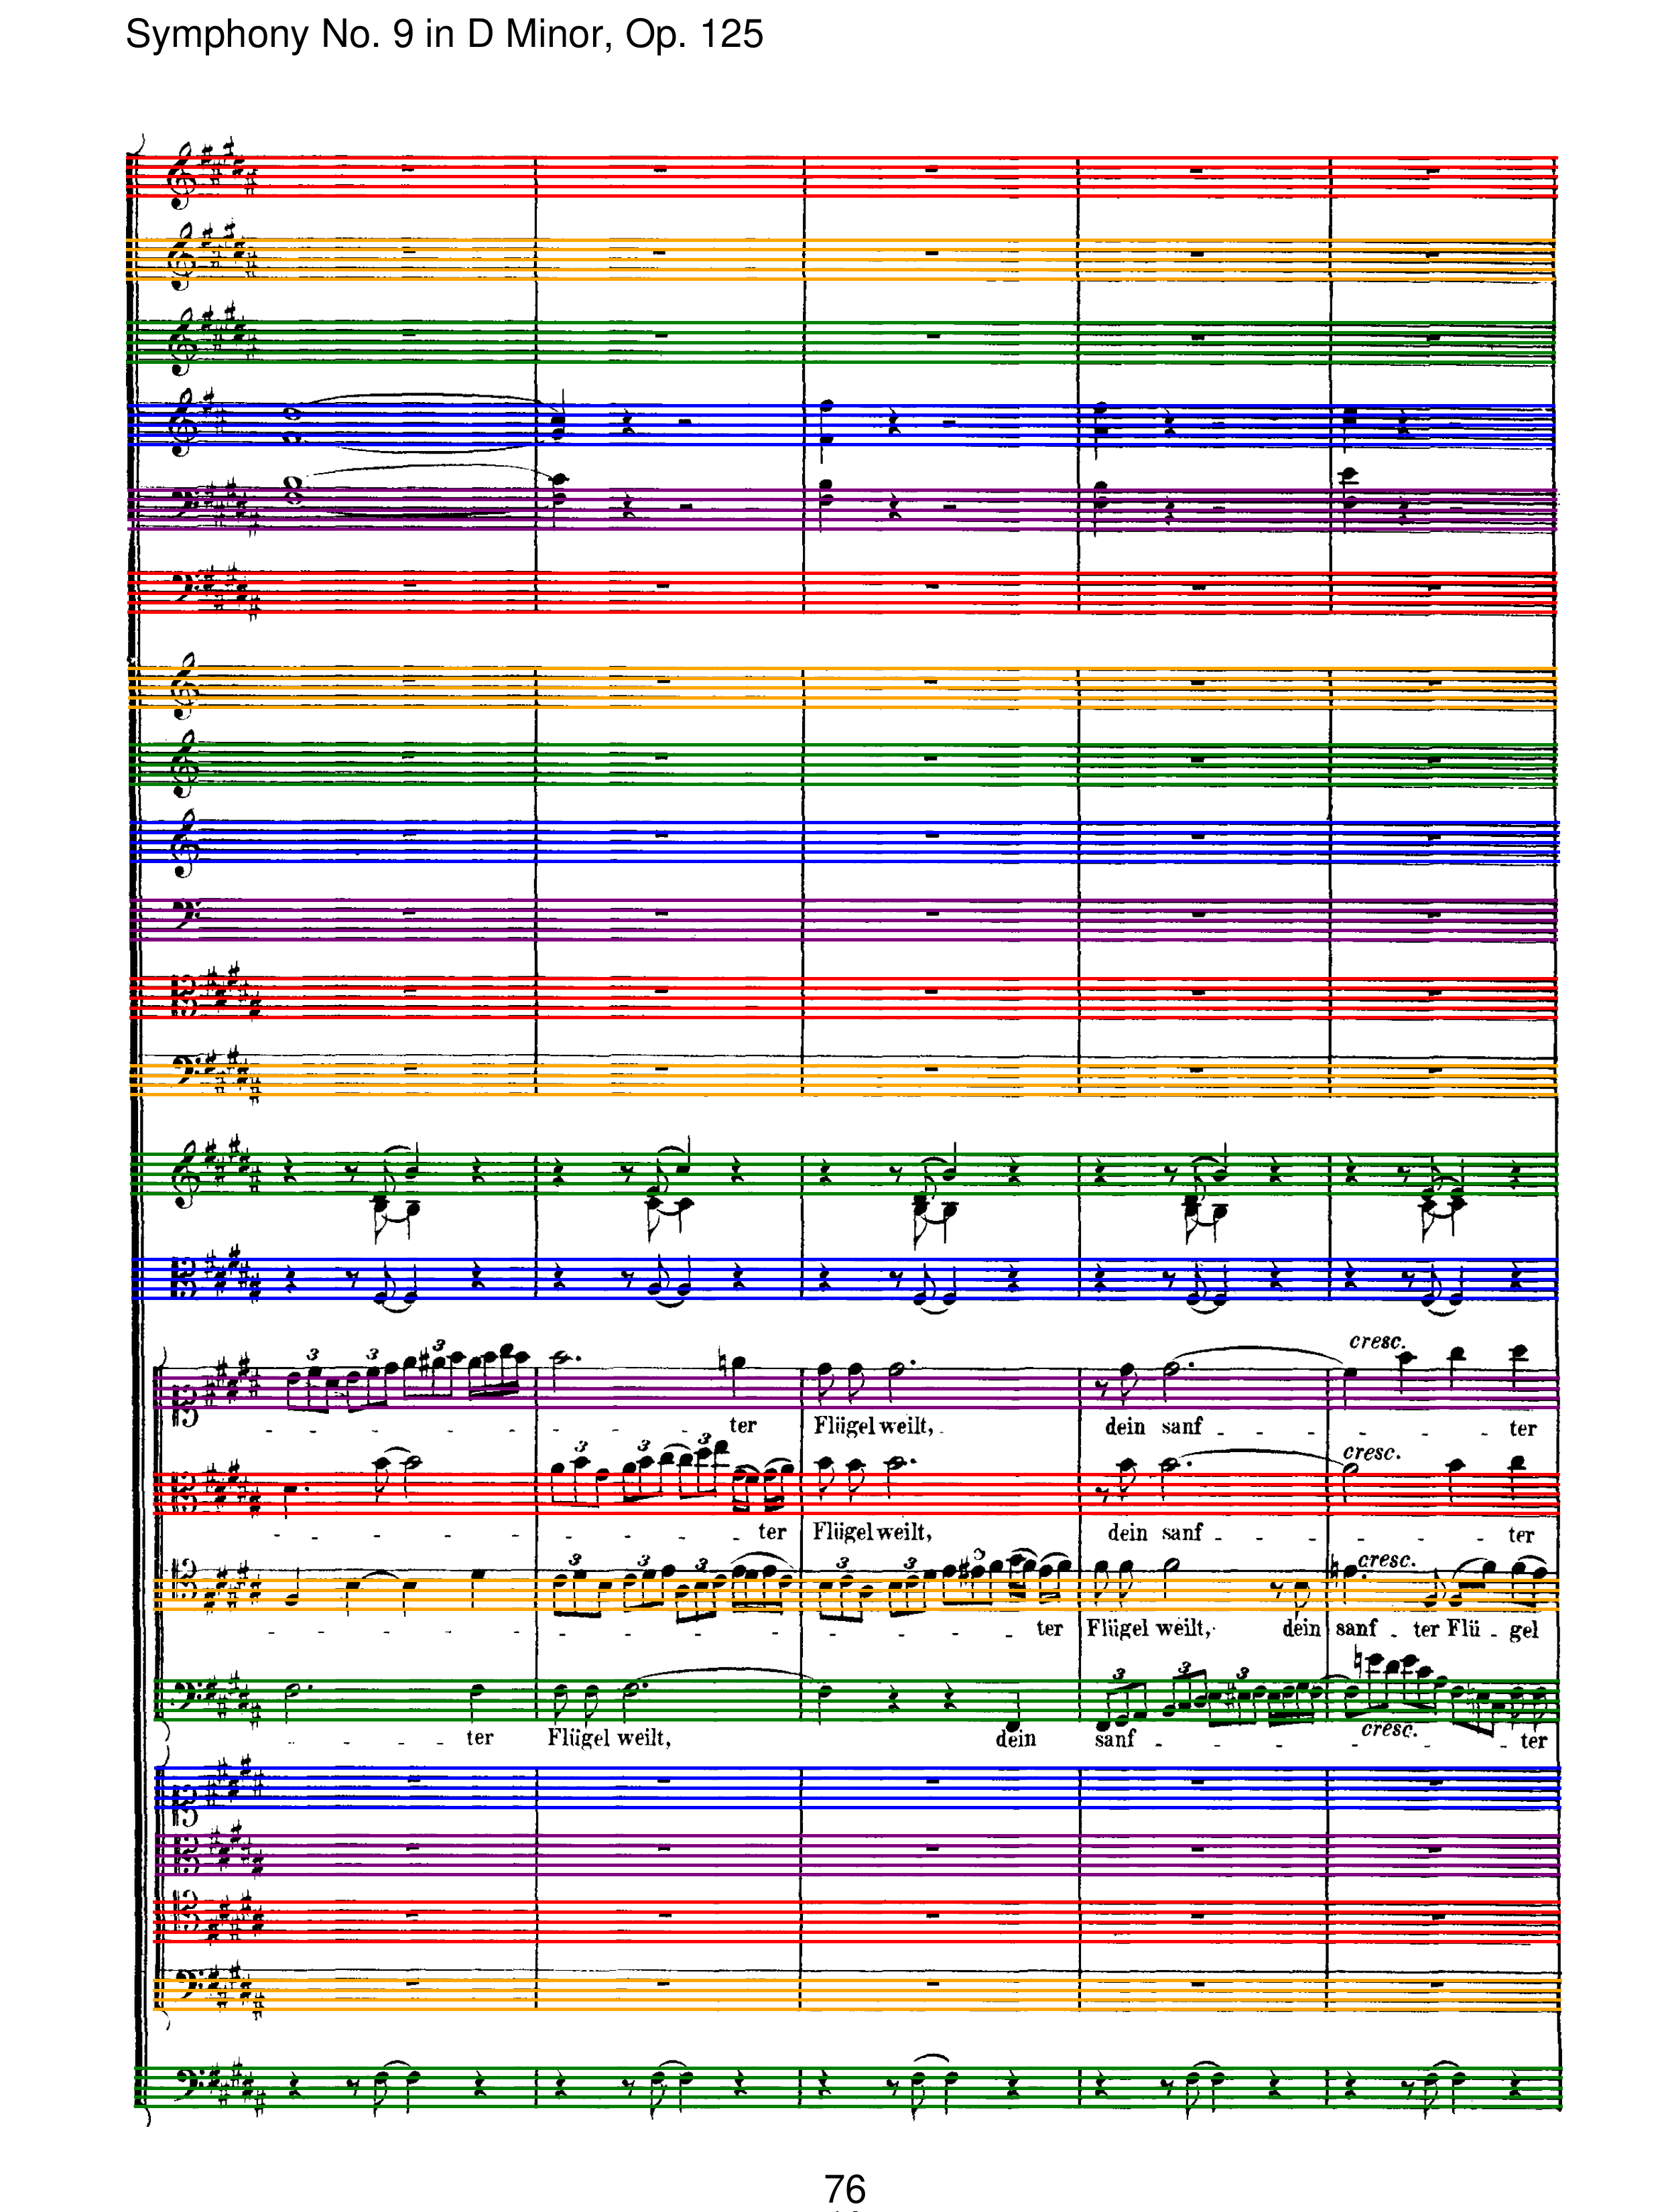 Symphony No. 9 in D Minor, Op. 125
3 3 3
cresc.
ter Flügel weilt, dein sanf - - - ter
3 3 3
cresc.
ter Flügel weilt, dein sanf - - - ter
3 3 3 3 3 3
cresc.
ter Flügel weilt, dein sanf - ter Flü - gel
3 3 3
ter Flügel weilt, dein sanf - - - ter
cresc.
76